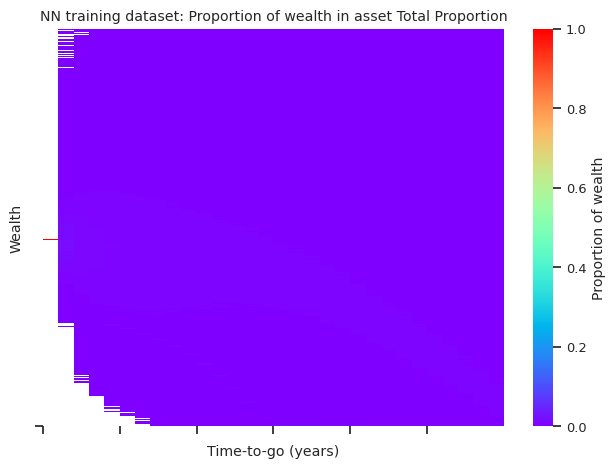 NN training dataset: Proportion of wealth in asset Total Proportion
Wealth
Time-to-go (years)
1.0
0.8
0.6
0.4
0.2
0.0
Proportion of wealth